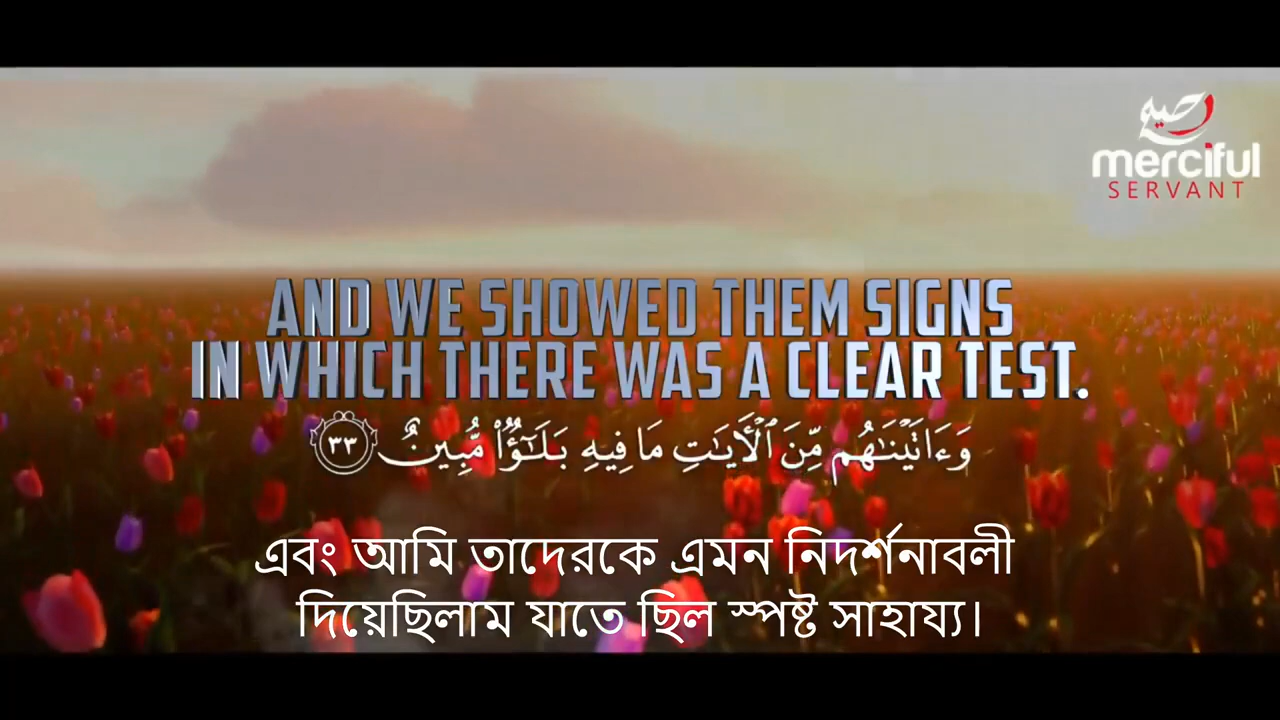 رحيم
merciful
SERVANT
AND WE SHOWED THEM SIGNS
IN WHICH THERE WAS A CLEAR TEST.
وَءَاتَيْنَـٰهُم مِّنَ ٱلْأَيَـٰتِ مَا فِيهِ بَلَـٰٓؤٌا۟ مُّبِينٌ ٣٣
এবং আমি তাদেরকে এমন নিদর্শনাবলী
দিয়েছিলাম যাতে ছিল স্পষ্ট সাহায্য।